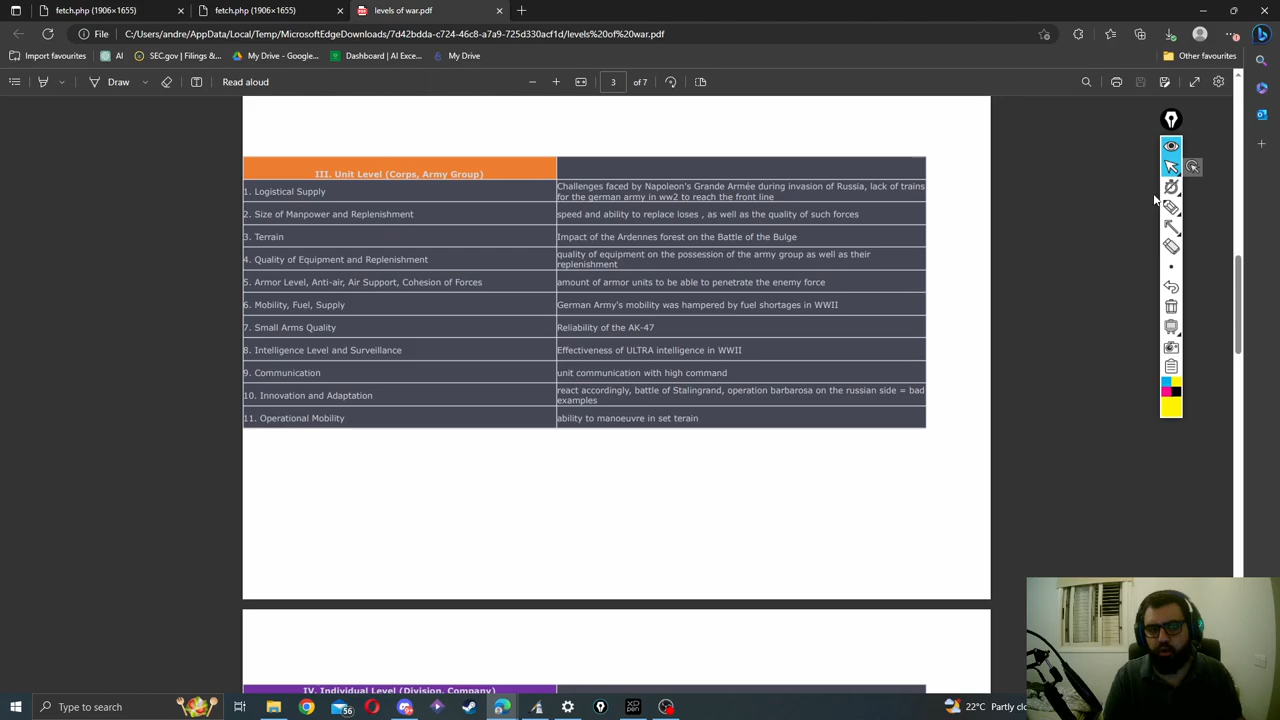 fetch.php (1906×1655)
fetch.php (1906×1655)
levels of war.pdf
File
C:/Users/andre/AppData/Local/Temp/MicrosoftEdgeDownloads/7d42bdda-c724-46c8-a7a9-725d330acf1d/levels%20of%20war.pdf
Import favourites
AI
SEC.gov | Filings &...
My Drive - Google...
Dashboard | AI Exce...
My Drive
Other favourites
Draw
Read aloud
3 of 7
III. Unit Level (Corps, Army Group)
1. Logistical Supply
Challenges faced by Napoleon's Grande Armée during invasion of Russia, lack of trains
for the german army in ww2 to reach the front line
2. Size of Manpower and Replenishment
speed and ability to replace loses , as well as the quality of such forces
3. Terrain
Impact of the Ardennes forest on the Battle of the Bulge
4. Quality of Equipment and Replenishment
quality of equipment on the possession of the army group as well as their
replenishment
5. Armor Level, Anti-air, Air Support, Cohesion of Forces
amount of armor units to be able to penetrate the enemy force
6. Mobility, Fuel, Supply
German Army's mobility was hampered by fuel shortages in WWII
7. Small Arms Quality
Reliability of the AK-47
8. Intelligence Level and Surveillance
Effectiveness of ULTRA intelligence in WWII
9. Communication
unit communication with high command
10. Innovation and Adaptation
react accordingly, battle of Stalingrand, operation barbarosa on the russian side = bad
examples
11. Operational Mobility
ability to manoeuvre in set terain
IV. Individual Level (Division, Company)
Type here to search
56
22°C Partly clo